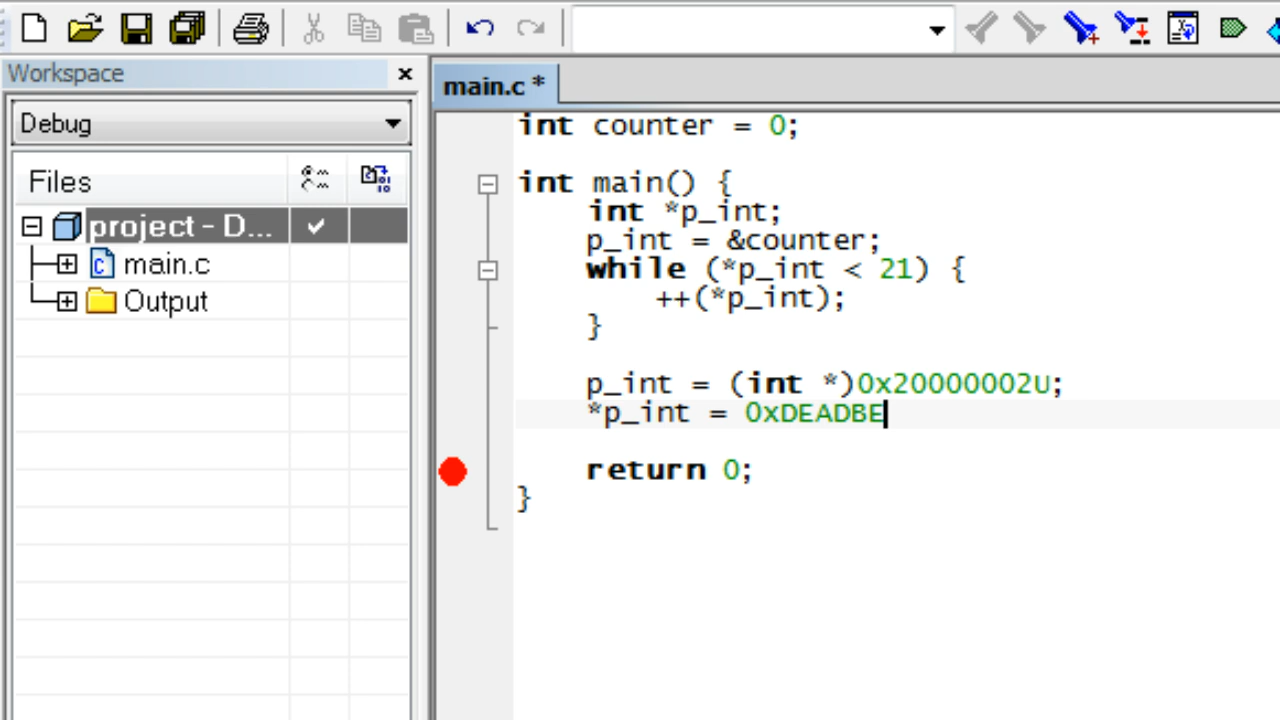 Workspace
Debug
Files
project - D...
main.c
Output
main.c *
int counter = 0;
int main() {
int *p_int;
p_int = &counter;
while (*p_int < 21) {
++(*p_int);
}
p_int = (int *)0x20000002U;
*p_int = 0xDEADBE
return 0;
}